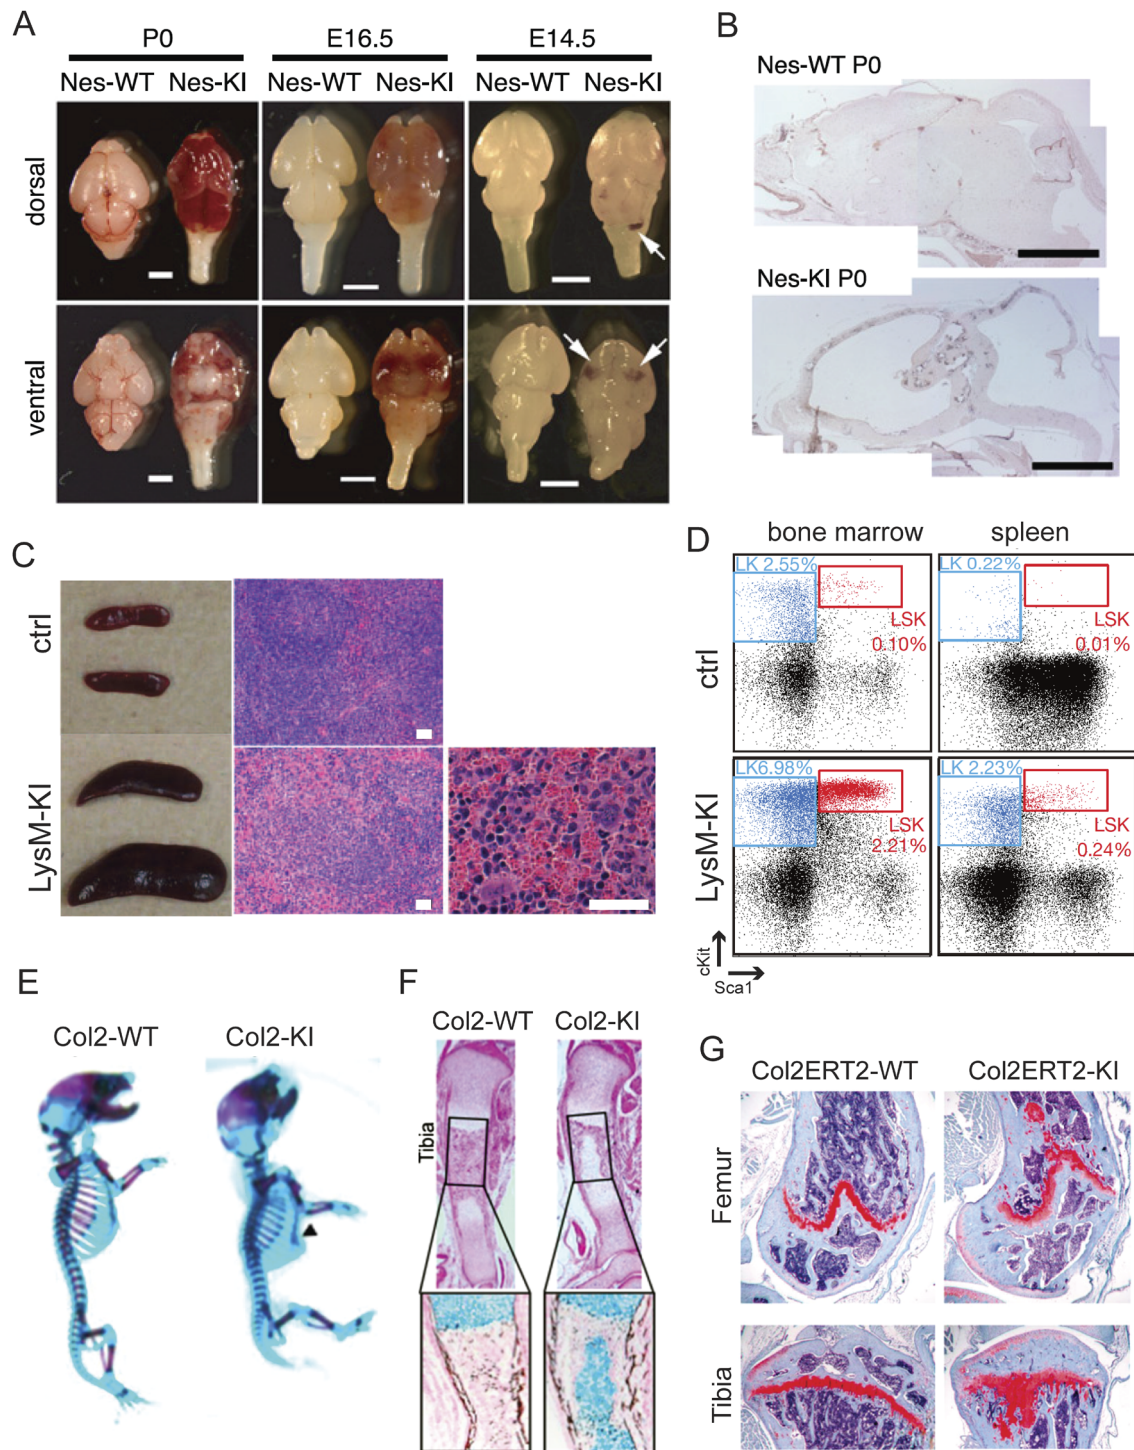 A
P0
E16.5
E14.5
Nes-WT Nes-KI
Nes-WT Nes-KI
Nes-WT Nes-KI
dorsal
ventral
B
Nes-WT P0
Nes-KI P0
C
ctrl
LysM-KI
D
bone marrow
spleen
LK 2.55%
LSK
0.10%
LK 0.22%
LSK
0.01%
ctrl
LK6.98%
LSK
2.21%
LK 2.23%
LSK
0.24%
LysM-KI
cKit
Sca1
E
Col2-WT
Col2-KI
F
Col2-WT
Col2-KI
Tibia
G
Col2ERT2-WT
Col2ERT2-KI
Femur
Tibia